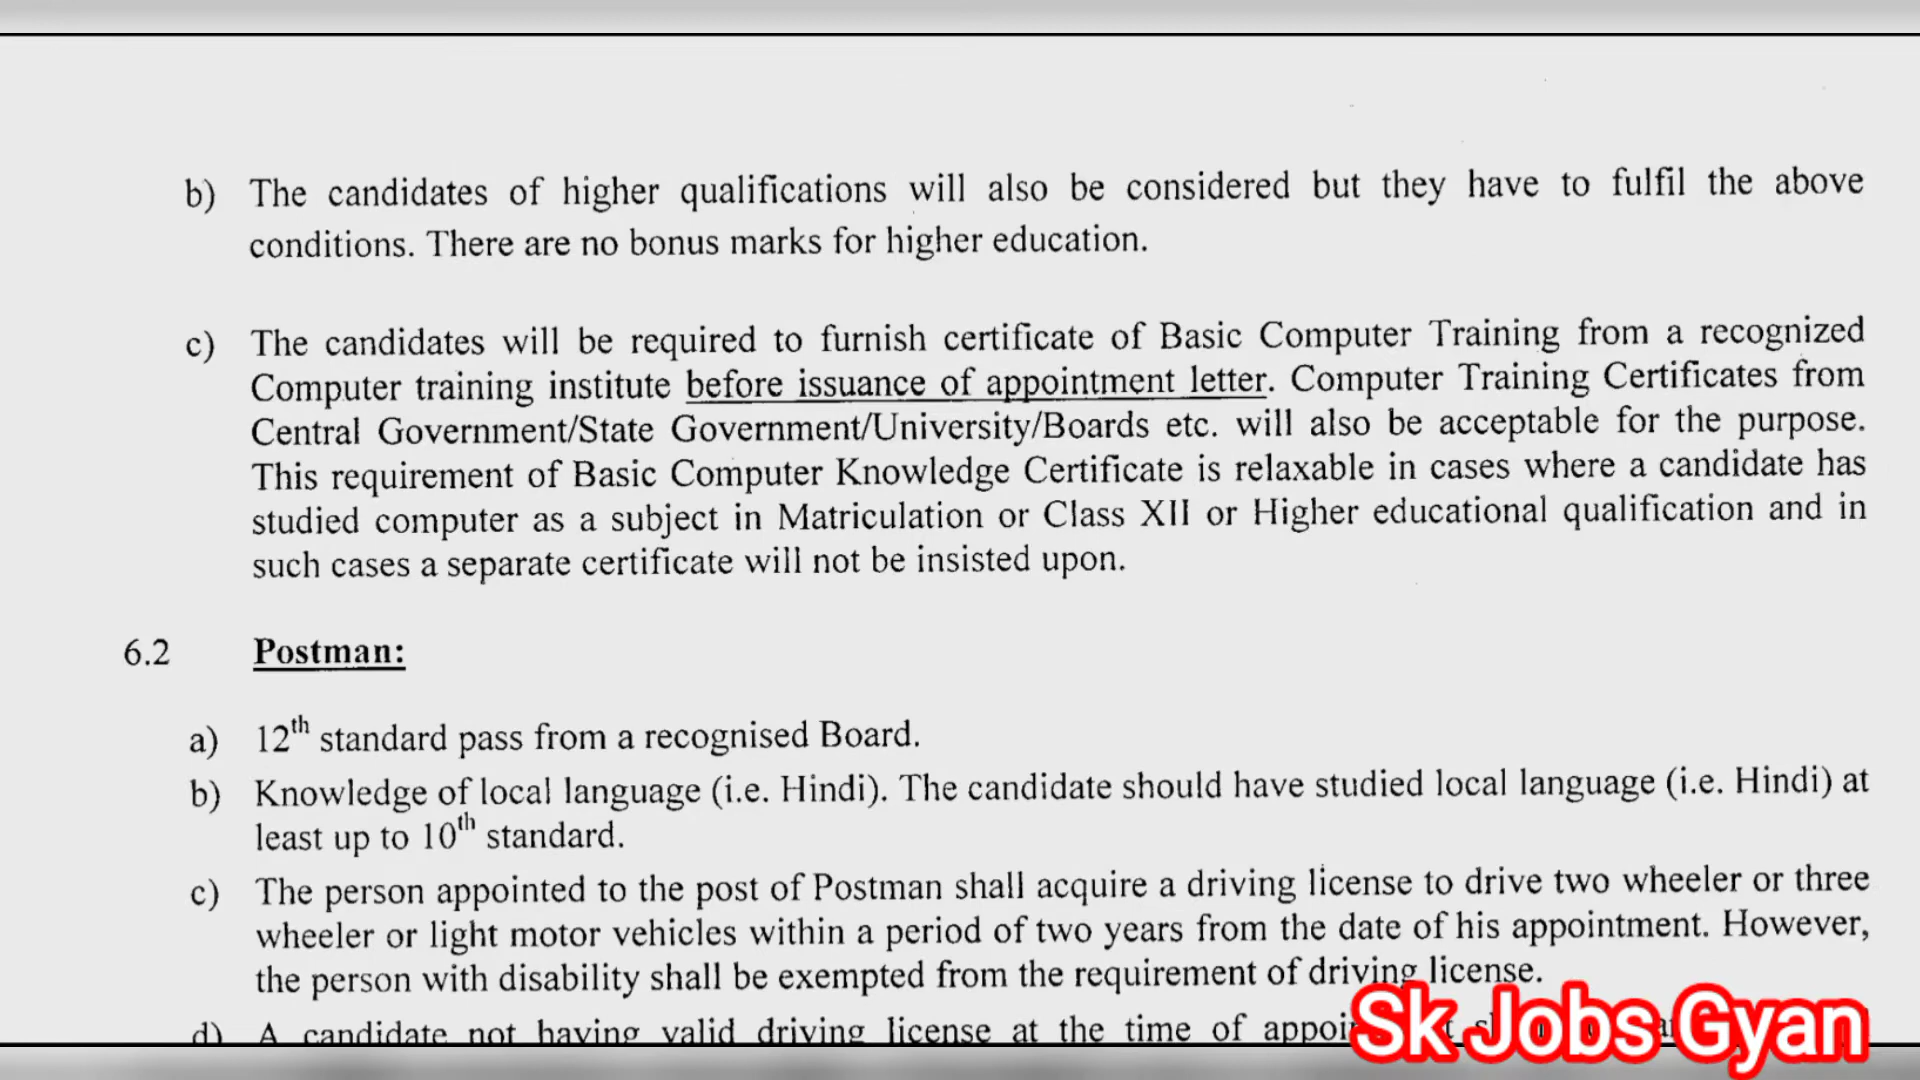 b) The candidates of higher qualifications will also be considered but they have to fulfil the above
conditions. There are no bonus marks for higher education.
c) The candidates will be required to furnish certificate of Basic Computer Training from a recognized
Computer training institute before issuance of appointment letter. Computer Training Certificates from
Central Government/State Government/University/Boards etc. will also be acceptable for the purpose.
This requirement of Basic Computer Knowledge Certificate is relaxable in cases where a candidate has
studied computer as a subject in Matriculation or Class XII or Higher educational qualification and in
such cases a separate certificate will not be insisted upon.
6.2 Postman:
a) 12th standard pass from a recognised Board.
b) Knowledge of local language (i.e. Hindi). The candidate should have studied local language (i.e. Hindi) at
least up to 10th standard.
c) The person appointed to the post of Postman shall acquire a driving license to drive two wheeler or three
wheeler or light motor vehicles within a period of two years from the date of his appointment. However,
the person with disability shall be exempted from the requirement of driving license.
d) A candidate not having valid driving license at the time of
Sk Jobs Gyan